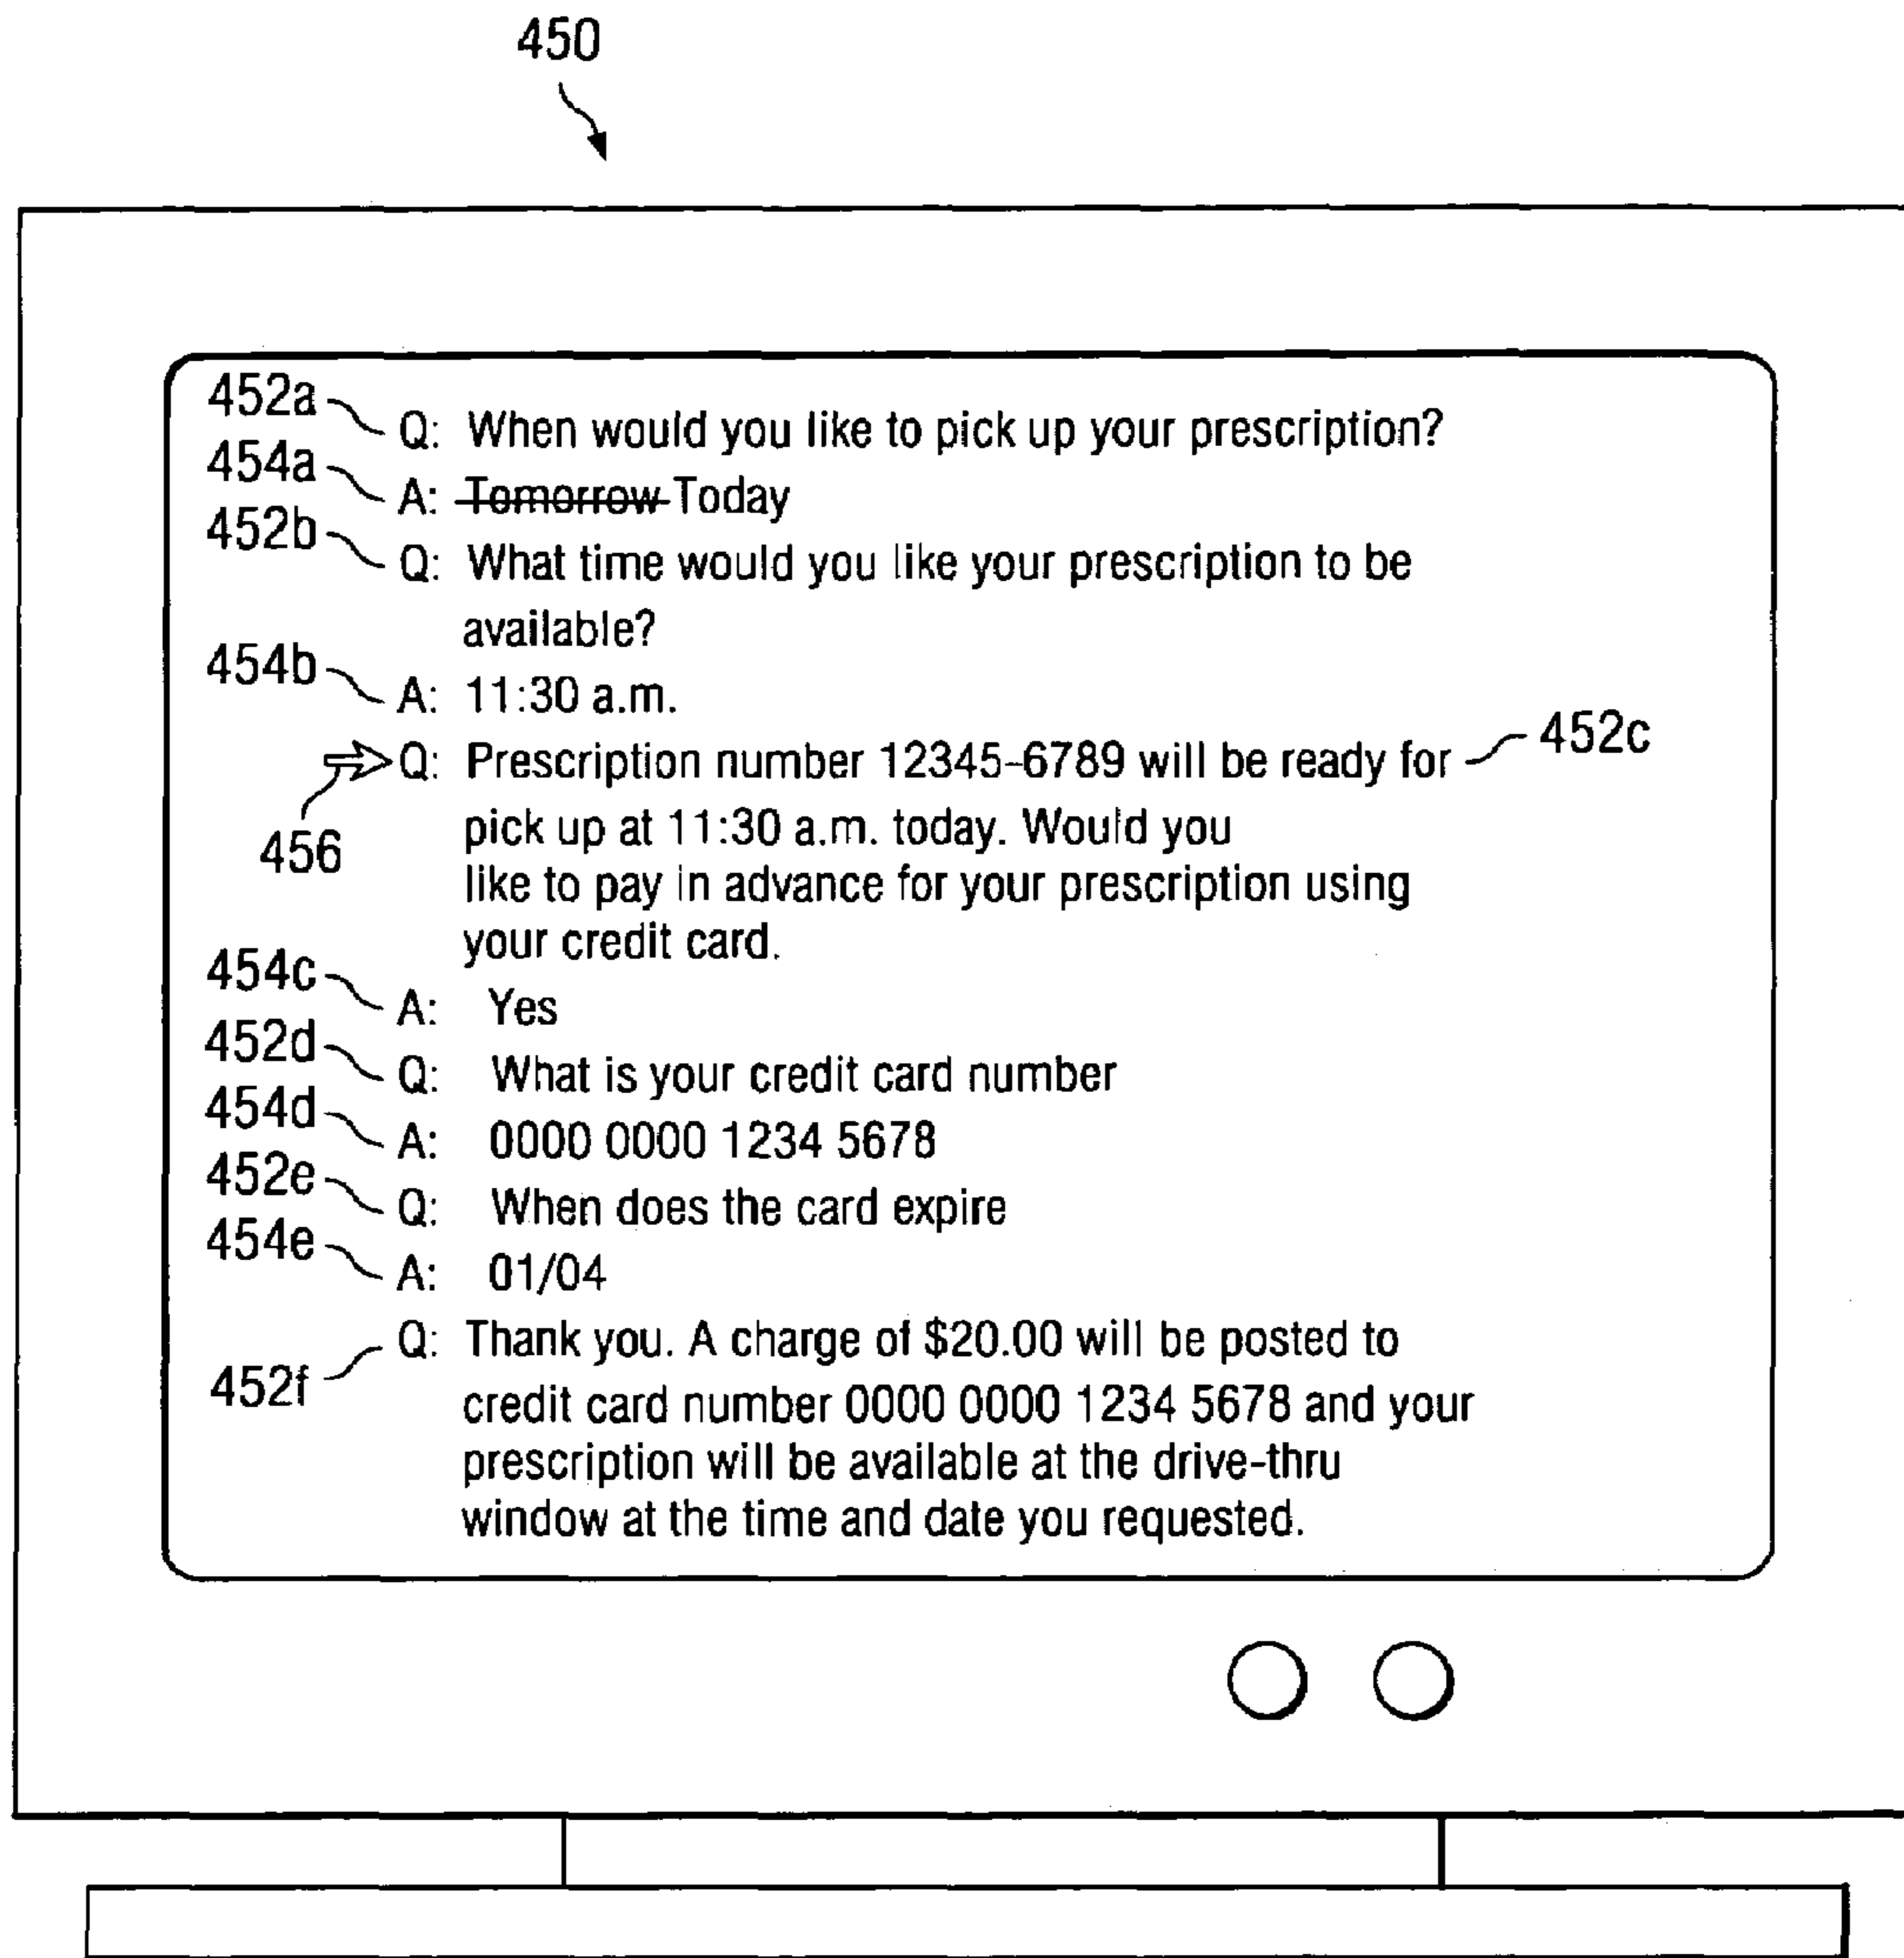 450
452a Q: When would you like to pick up your prescription?
454a A: Tomorrow Today
452b Q: What time would you like your prescription to be
available?
454b A: 11:30 a.m.
Q: Prescription number 12345-6789 will be ready for 452c
456 pick up at 11:30 a.m. today. Would you
like to pay in advance for your prescription using
your credit card.
454c A: Yes
452d Q: What is your credit card number
454d A: 0000 0000 1234 5678
452e Q: When does the card expire
454e A: 01/04
Q: Thank you. A charge of $20.00 will be posted to
452f credit card number 0000 0000 1234 5678 and your
prescription will be available at the drive-thru
window at the time and date you requested.